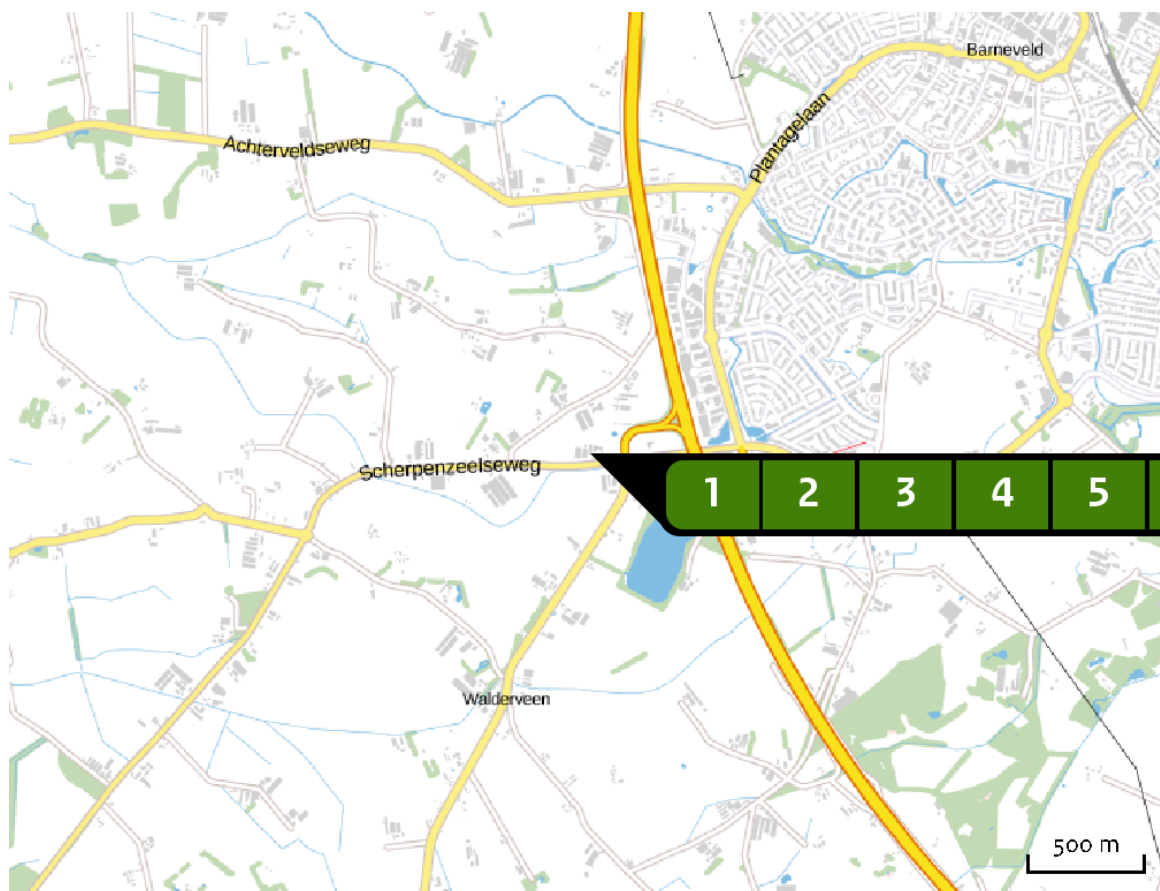 Barneveld
Plantagelaan
Achterveldseweg
Scherpenzeelseweg
1 2 3 4 5
Walderveen
500 m